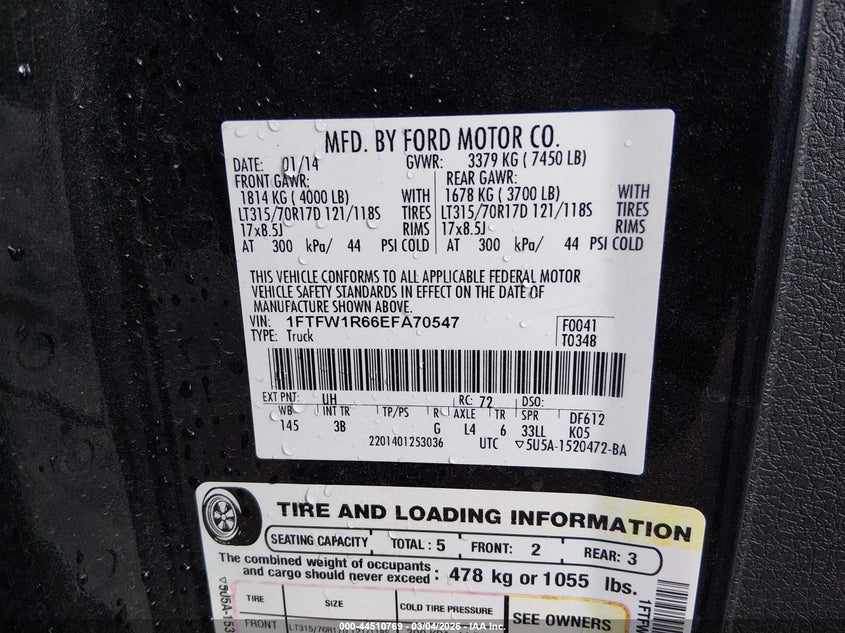 MFD. BY FORD MOTOR CO.
DATE: 01/14 GVWR: 3379 KG ( 7450 LB)
FRONT GAWR: REAR GAWR:
1814 KG ( 4000 LB) WITH 1678 KG ( 3700 LB) WITH
LT315/70R17D 121/118S TIRES LT315/70R17D 121/118S TIRES
17x8.5J RIMS 17x8.5J RIMS
AT 300 kPa/ 44 PSI COLD AT 300 kPa/ 44 PSI COLD
THIS VEHICLE CONFORMS TO ALL APPLICABLE FEDERAL MOTOR
VEHICLE SAFETY STANDARDS IN EFFECT ON THE DATE OF
MANUFACTURE SHOWN ABOVE.
VIN: 1FTFW1R66EFA70547 F0041
TYPE: Truck T0348
EXT PNT: UH RC: 72 DSO:
WB INT TR TP/PS R AXLE TR SPR DF612
145 3B G L4 6 33LL K05
2201401253036 UTC ▽5U5A-1520472-BA
TIRE AND LOADING INFORMATION
SEATING CAPACITY TOTAL : 5 FRONT: 2 REAR: 3
The combined weight of occupants
and cargo should never exceed : 478 kg or 1055 lbs.
TIRE SIZE COLD TIRE PRESSURE SEE OWNERS
FRONT LT315/70R17D 121/118S
▽5U5A-153
1FTFW
000-44510769 - 03/04/2026 - IAA, Inc.